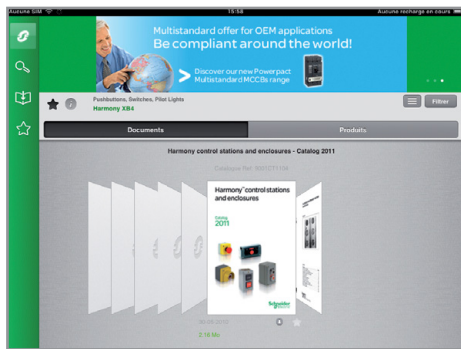 Aucune SIM
15:58
Aucune recharge en cours
Multistandard offer for OEM applications
Be compliant around the world!
Discover our new Powerpact
Multistandard MCCBs range
Pushbuttons, Switches, Pilot Lights
Harmony XB4
Filtrer
Documents
Produits
Harmony control stations and enclosures - Catalog 2011
Harmony™ control stations
and enclosures
Catalog
2011
Schneider
Electric
2.16 Mo